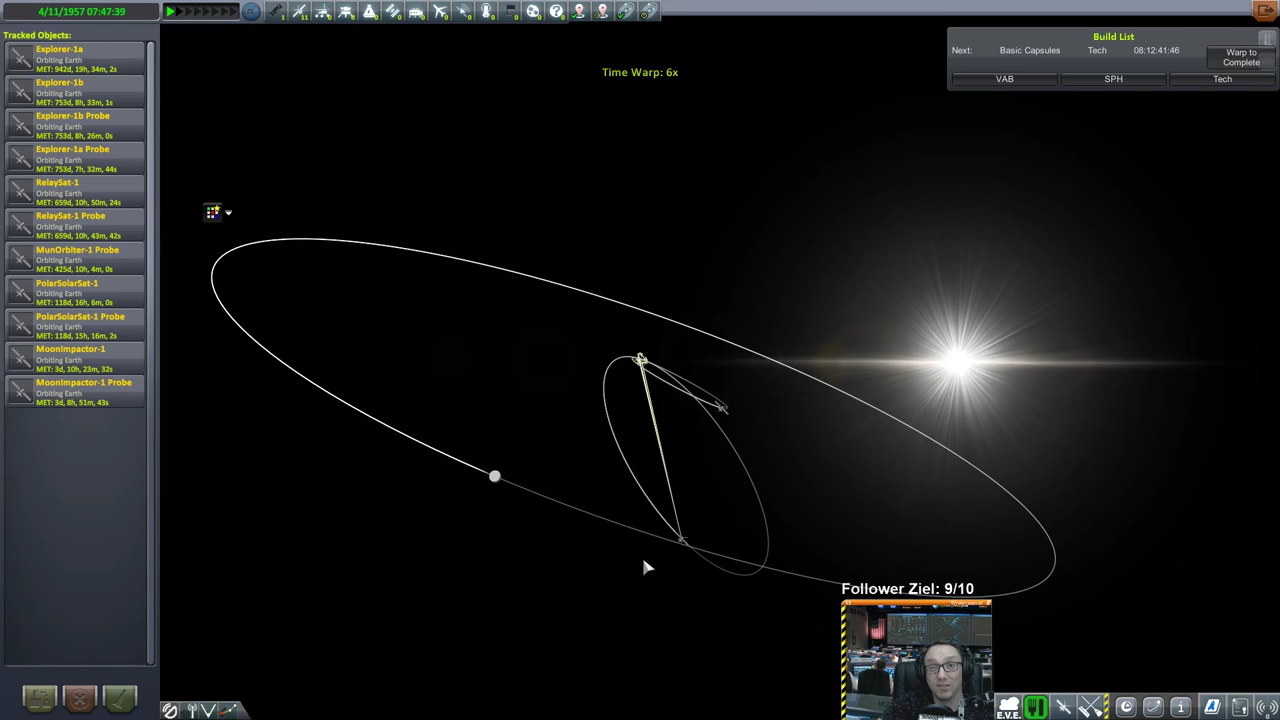 4/11/1957 07:47:39
Tracked Objects:
Explorer-1a
Orbiting Earth
MET: 942d, 19h, 34m, 2s
Explorer-1b
Orbiting Earth
MET: 753d, 8h, 33m, 1s
Explorer-1b Probe
Orbiting Earth
MET: 753d, 8h, 26m, 0s
Explorer-1a Probe
Orbiting Earth
MET: 753d, 7h, 32m, 44s
RelaySat-1
Orbiting Earth
MET: 659d, 10h, 50m, 24s
RelaySat-1 Probe
Orbiting Earth
MET: 659d, 10h, 43m, 42s
MunOrbiter-1 Probe
Orbiting Earth
MET: 425d, 10h, 4m, 0s
PolarSolarSat-1
Orbiting Earth
MET: 118d, 16h, 6m, 0s
PolarSolarSat-1 Probe
Orbiting Earth
MET: 118d, 15h, 16m, 2s
MoonImpactor-1
Orbiting Earth
MET: 3d, 10h, 23m, 32s
MoonImpactor-1 Probe
Orbiting Earth
MET: 3d, 8h, 51m, 43s
Time Warp: 6x
Build List
Next: Basic Capsules Tech 08:12:41:46
Warp to
Complete
VAB SPH Tech
Follower Ziel: 9/10
E.V.E.